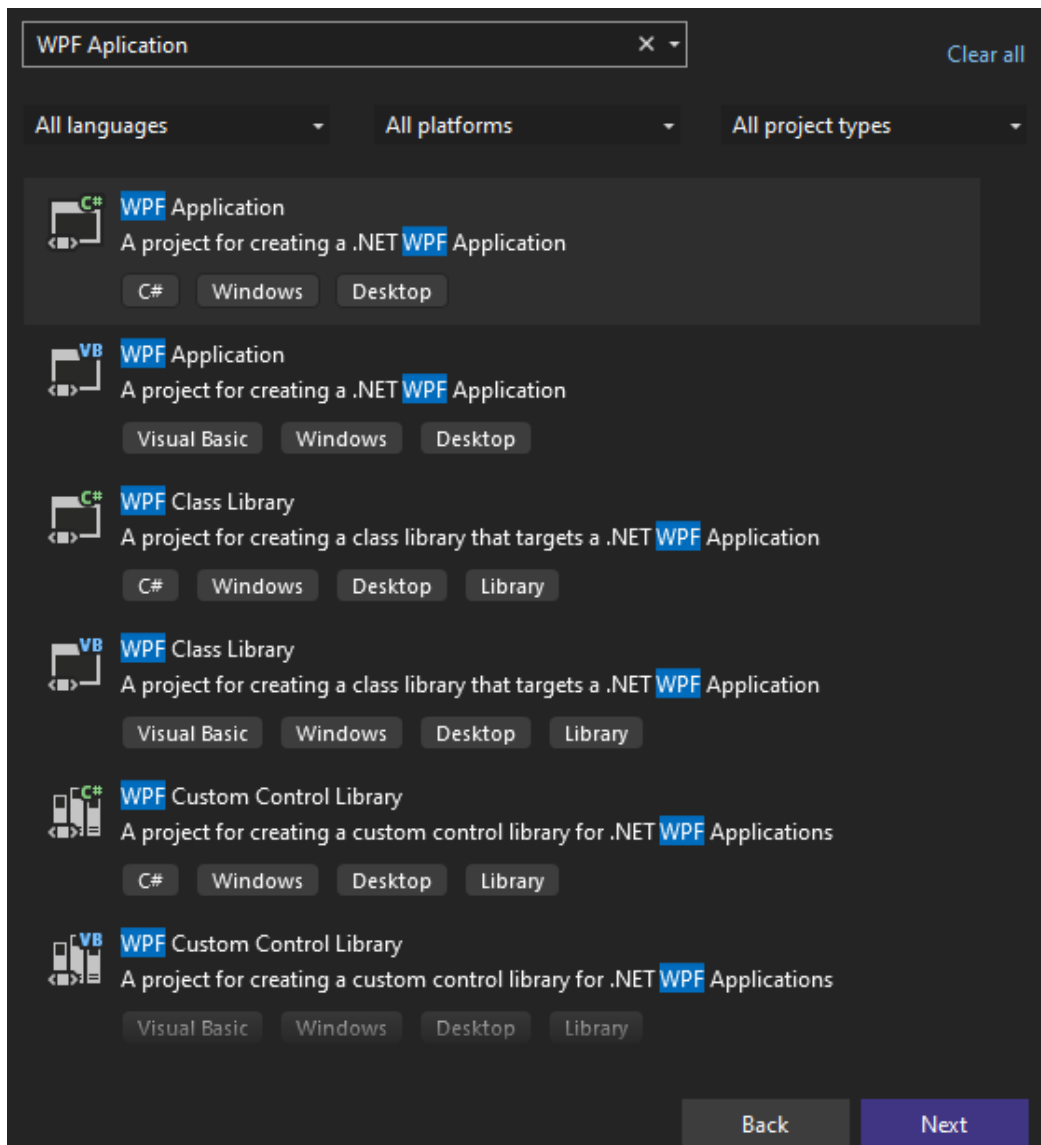 WPF Aplication
Clear all
All languages
All platforms
All project types
C#
WPF Application
A project for creating a .NET WPF Application
C#
Windows
Desktop
VB
WPF Application
A project for creating a .NET WPF Application
Visual Basic
Windows
Desktop
C#
WPF Class Library
A project for creating a class library that targets a .NET WPF Application
C#
Windows
Desktop
Library
VB
WPF Class Library
A project for creating a class library that targets a .NET WPF Application
Visual Basic
Windows
Desktop
Library
C#
WPF Custom Control Library
A project for creating a custom control library for .NET WPF Applications
C#
Windows
Desktop
Library
VB
WPF Custom Control Library
A project for creating a custom control library for .NET WPF Applications
Visual Basic
Windows
Desktop
Library
Back
Next